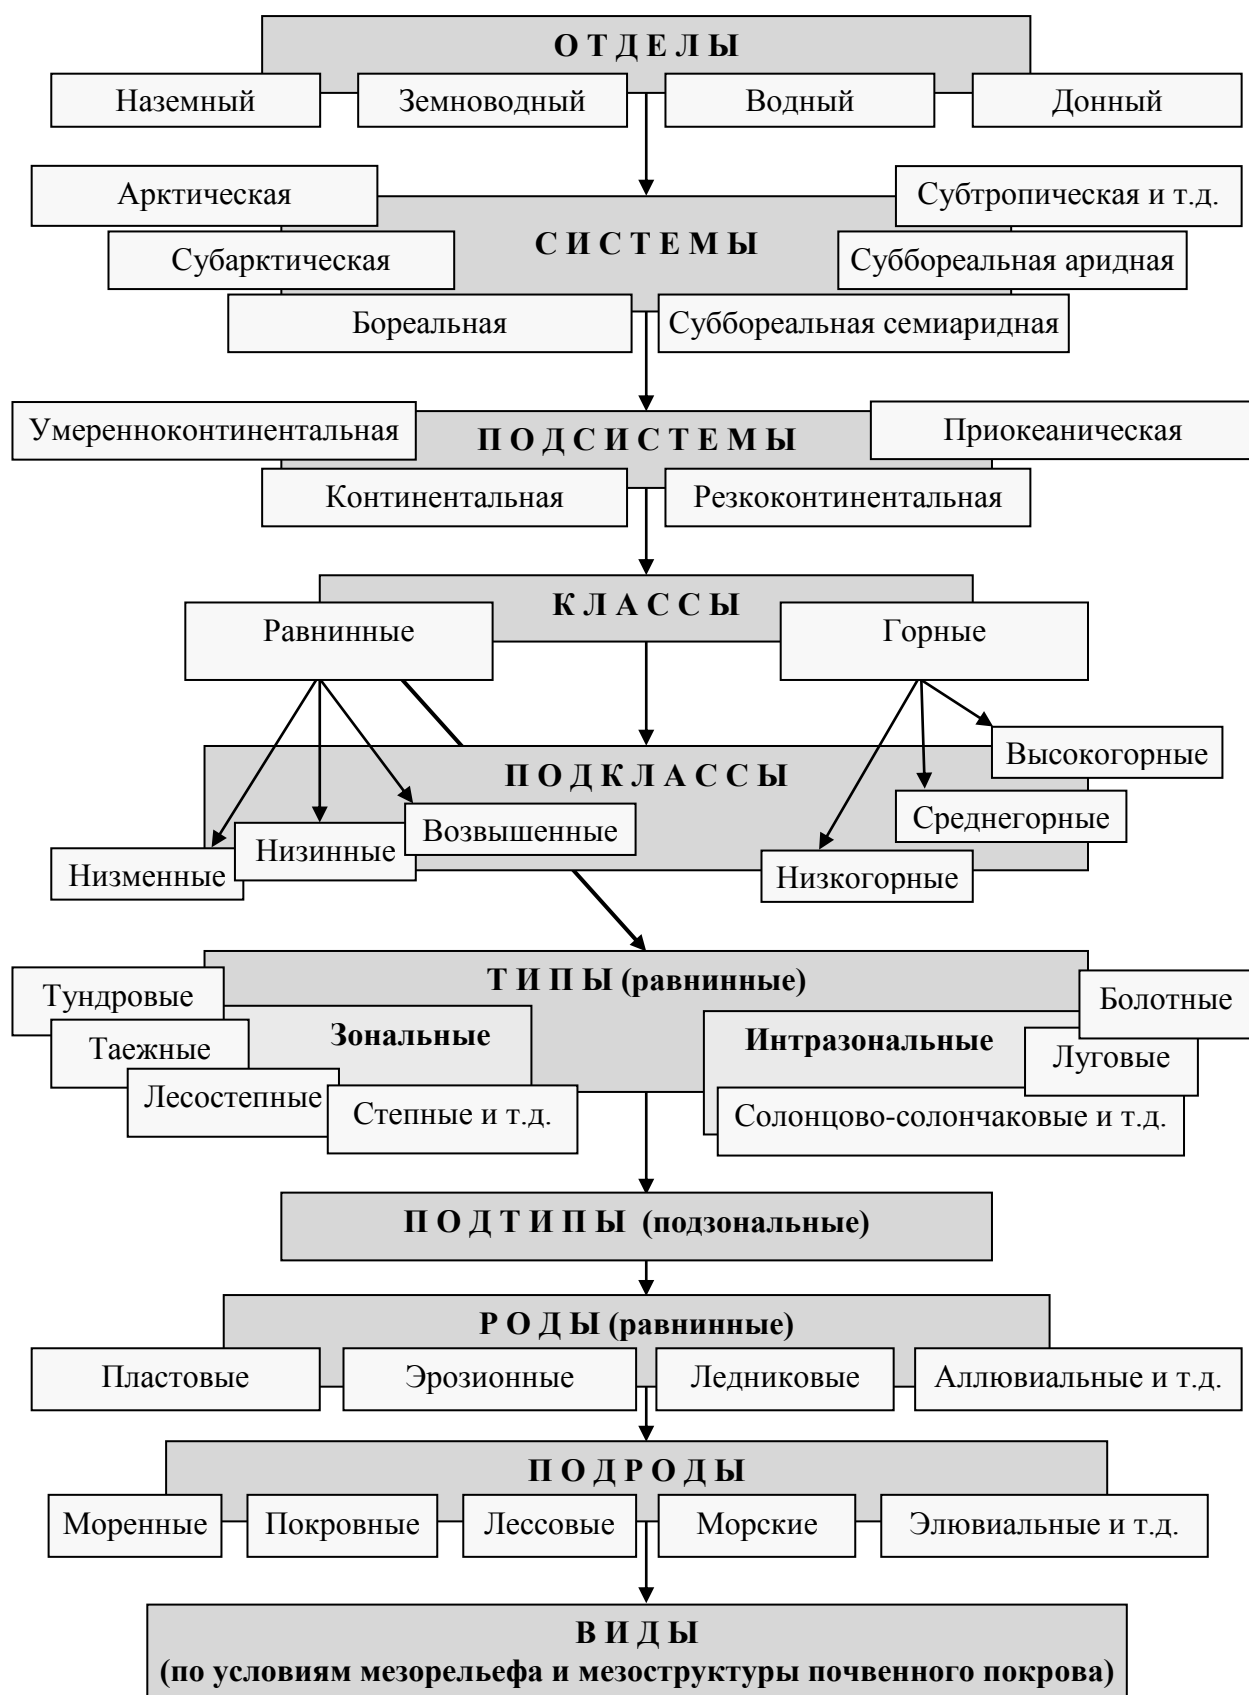 О Т Д Е Л Ы
Наземный
Земноводный
Водный
Донный
Арктическая
Субтропическая и т.д.
С И С Т Е М Ы
Субарктическая
Суббореальная аридная
Бореальная
Суббореальная семиаридная
Умеренноконтинентальная
П О Д С И С Т Е М Ы
Приокеаническая
Континентальная
Резкоконтинентальная
К Л А С С Ы
Равнинные
Горные
П О Д К Л А С С Ы
Высокогорные
Среднегорные
Возвышенные
Низинные
Низменные
Низкогорные
Т И П Ы (равнинные)
Тундровые
Болотные
Зональные
Интразональные
Таежные
Луговые
Лесостепные
Степные и т.д.
Солонцово-солончаковые и т.д.
П О Д Т И П Ы (подзональные)
Р О Д Ы (равнинные)
Пластовые
Эрозионные
Ледниковые
Аллювиальные и т.д.
П О Д Р О Д Ы
Моренные
Покровные
Лессовые
Морские
Элювиальные и т.д.
В И Д Ы
(по условиям мезорельефа и мезоструктуры почвенного покрова)